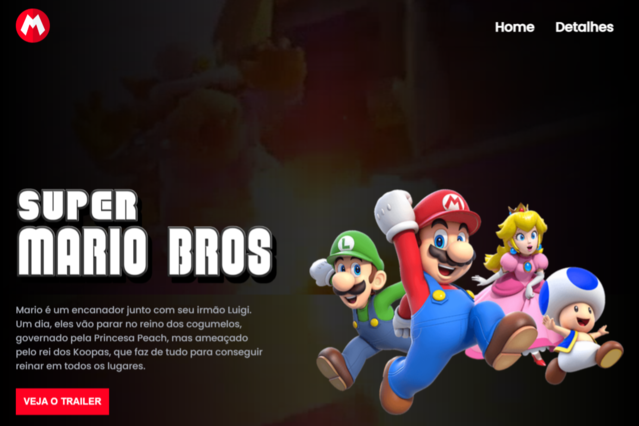 M
Home Detalhes
SUPER
MARIO BROS
Mario é um encanador junto com seu irmão Luigi.
Um dia, eles vão parar no reino dos cogumelos,
governado pela Princesa Peach, mas ameaçado
pelo rei dos Koopas, que faz de tudo para conseguir
reinar em todos os lugares.
VEJA O TRAILER
M
L